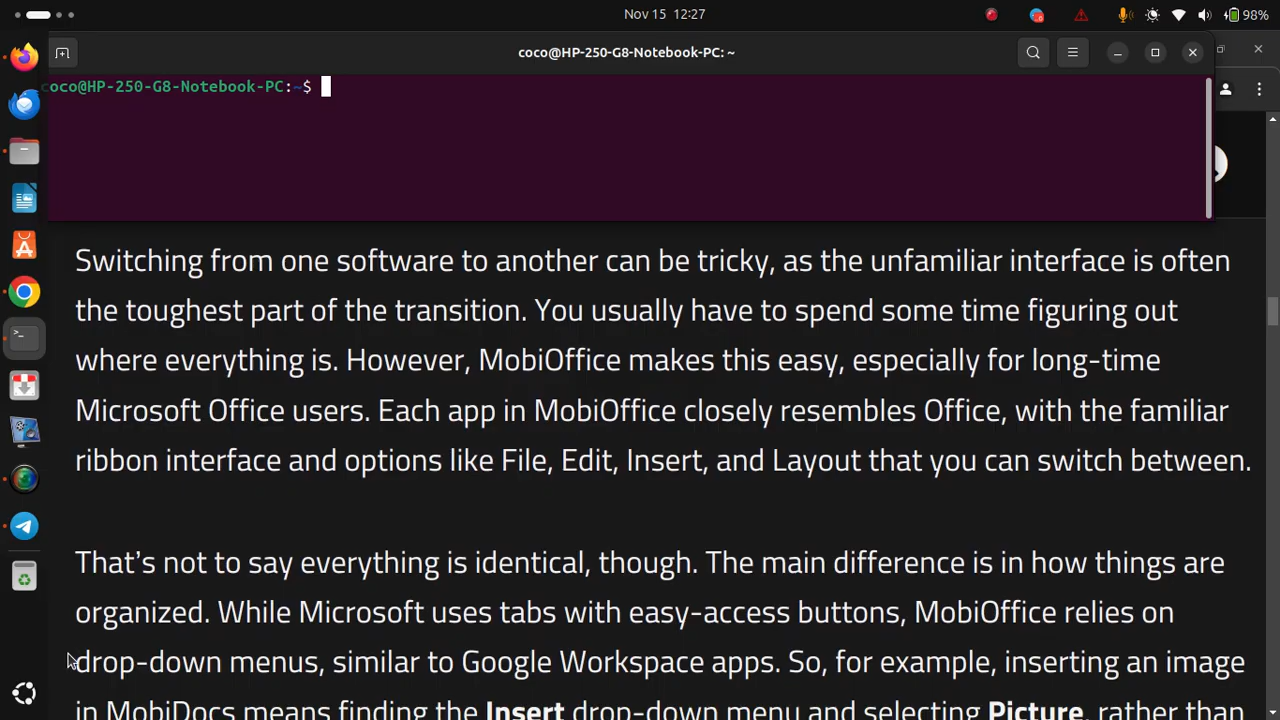 Nov 15 12:27
98%
coco@HP-250-G8-Notebook-PC: ~
coco@HP-250-G8-Notebook-PC:~$
Switching from one software to another can be tricky, as the unfamiliar interface is often
the toughest part of the transition. You usually have to spend some time figuring out
where everything is. However, MobiOffice makes this easy, especially for long-time
Microsoft Office users. Each app in MobiOffice closely resembles Office, with the familiar
ribbon interface and options like File, Edit, Insert, and Layout that you can switch between.
That’s not to say everything is identical, though. The main difference is in how things are
organized. While Microsoft uses tabs with easy-access buttons, MobiOffice relies on
drop-down menus, similar to Google Workspace apps. So, for example, inserting an image
in MobiDocs means finding the Insert drop-down menu and selecting Picture, rather than